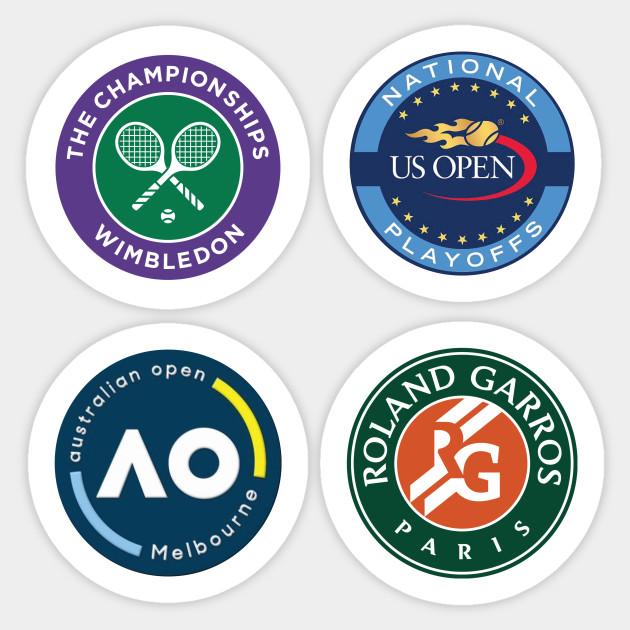 THE CHAMPIONSHIPS
WIMBLEDON
NATIONAL
US OPEN®
PLAYOFFS
australian open
AO
Melbourne
ROLAND GARROS
RG
PARIS